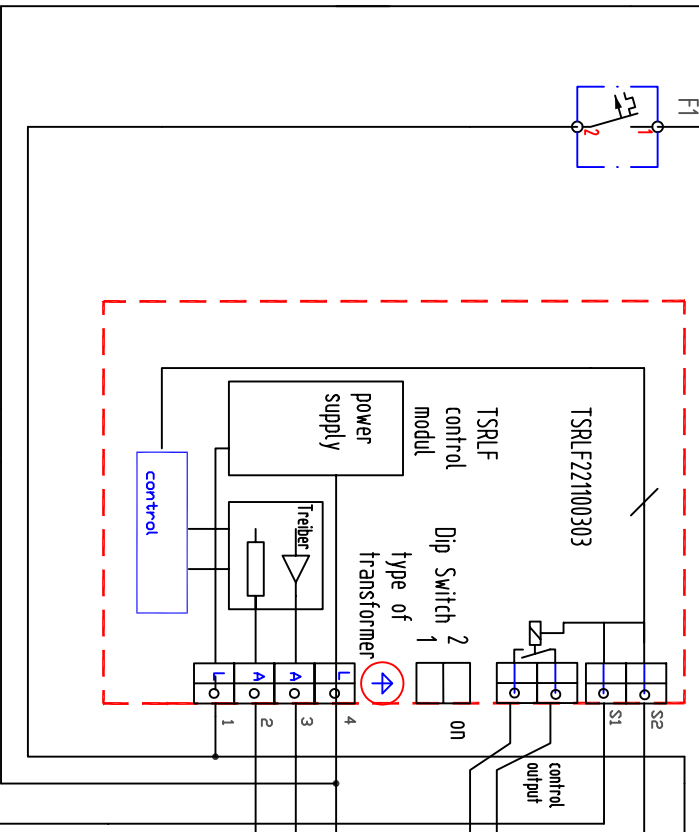 F1
1
2
TSRLF221100303
S2
S1
control
output
TSRLF
control
modul
Dip Switch 2
1
on
type of
transformer
power
supply
Treiber
control
L 4
A 3
A 2
L 1